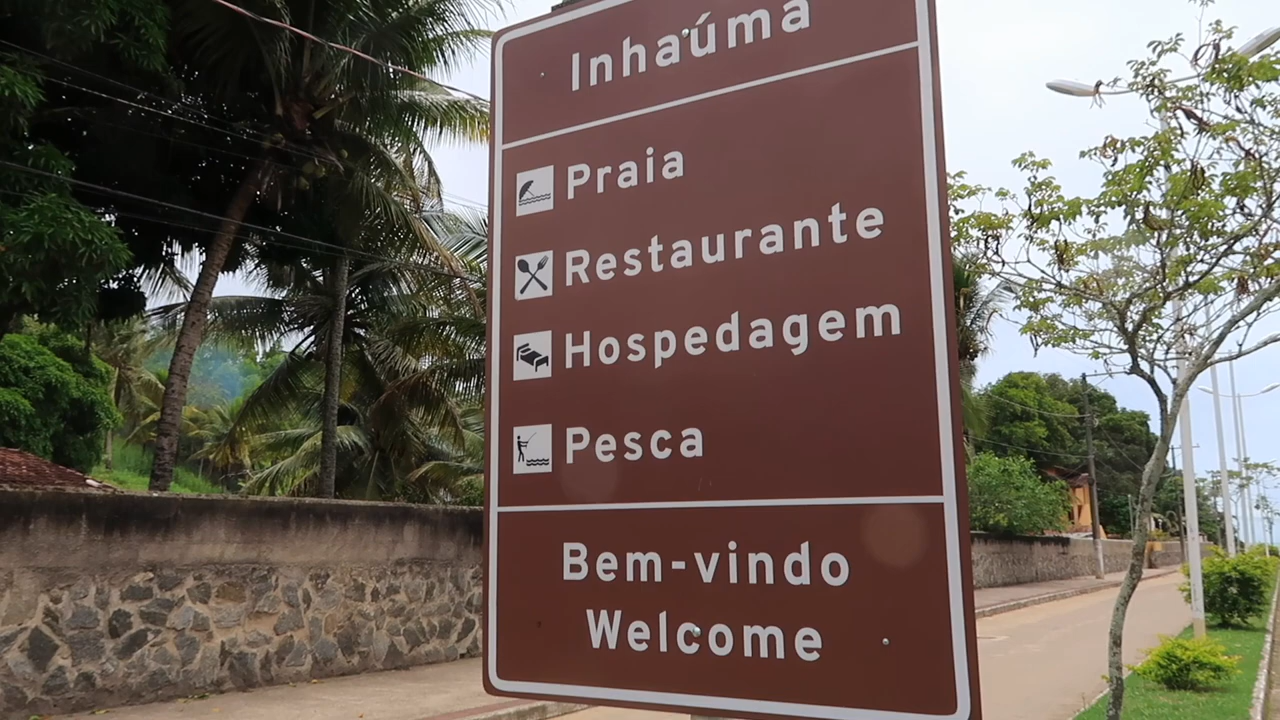 Inhaúma
Praia
Restaurante
Hospedagem
Pesca
Bem-vindo
Welcome